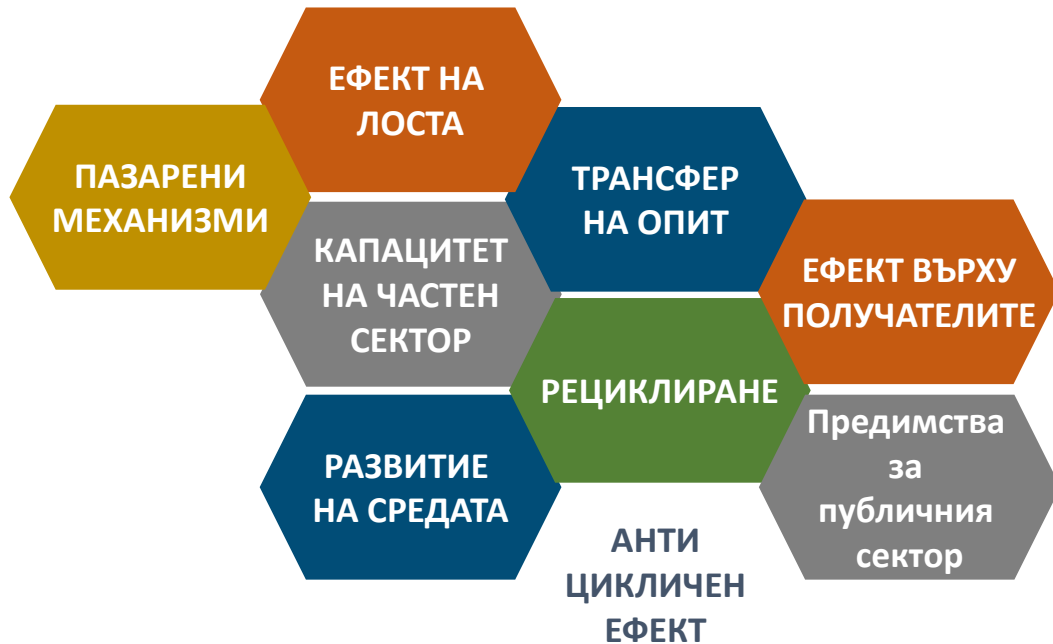 ЕФЕКТ НА
ЛОСТА
ПАЗАРЕНИ
МЕХАНИЗМИ
ТРАНСФЕР
НА ОПИТ
КАПАЦИТЕТ
НА ЧАСТЕН
СЕКТОР
ЕФЕКТ ВЪРХУ
ПОЛУЧАТЕЛИТЕ
РЕЦИКЛИРАНЕ
Предимства
за
публичния
сектор
РАЗВИТИЕ
НА СРЕДАТА
АНТИ
ЦИКЛИЧЕН
ЕФЕКТ